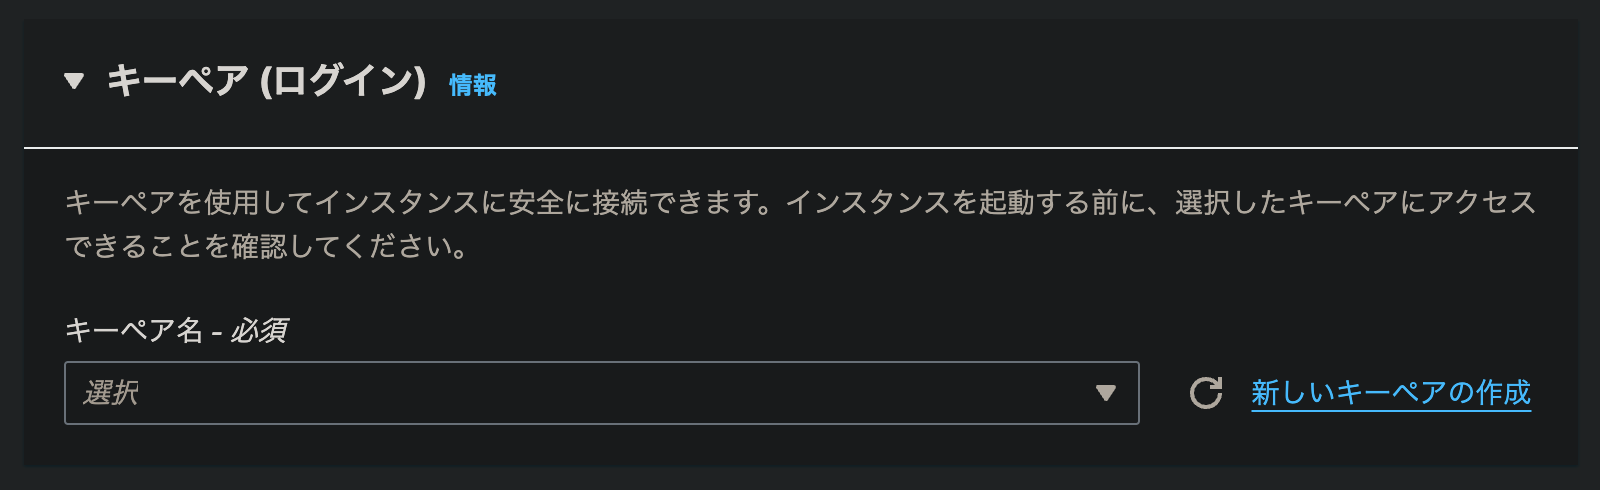 キーペア (ログイン) 情報
キーペアを使用してインスタンスに安全に接続できます。インスタンスを起動する前に、選択したキーペアにアクセス
できることを確認してください。
キーペア名 - 必須
選択 新しいキーペアの作成